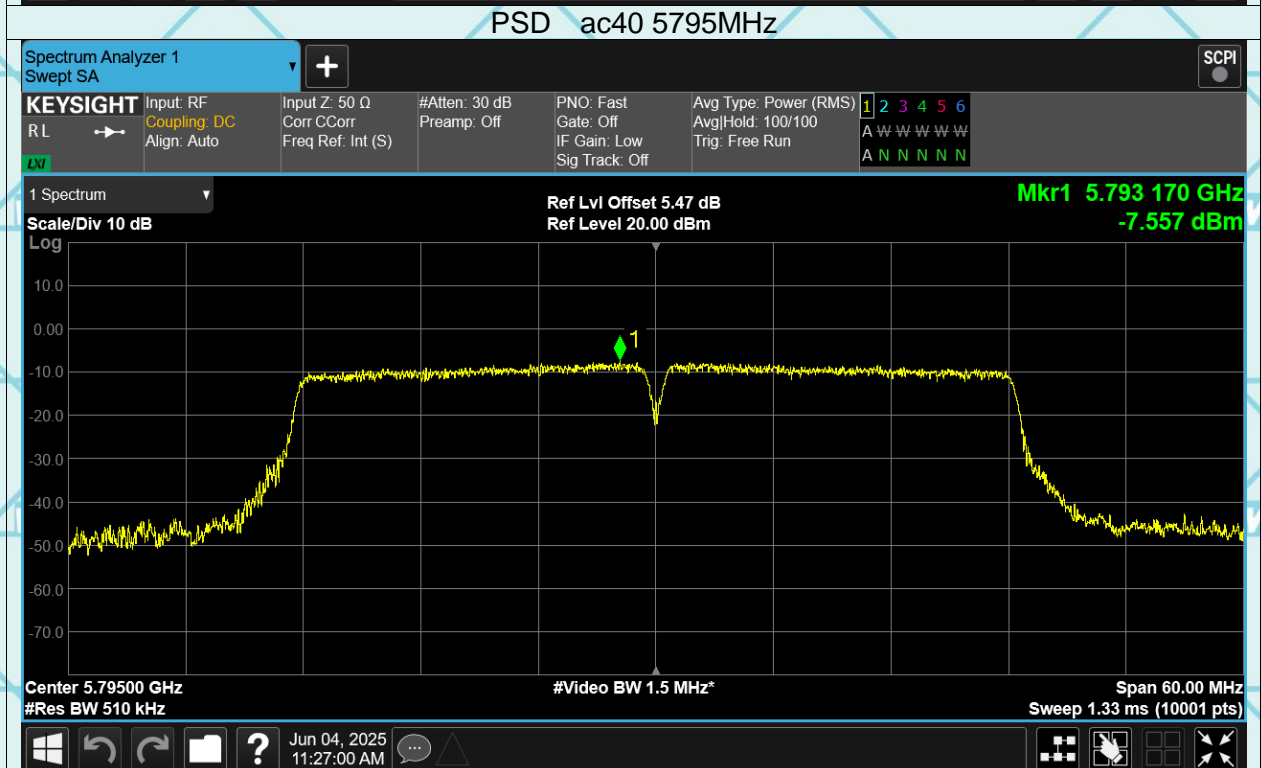 PSD ac40 5795MHz
Spectrum Analyzer 1
Swept SA
SCPI
KEYSIGHT
R L
LXI
Input: RF
Coupling: DC
Align: Auto
Input Z: 50 Ω
Corr CCorr
Freq Ref: Int (S)
#Atten: 30 dB
Preamp: Off
PNO: Fast
Gate: Off
IF Gain: Low
Sig Track: Off
Avg Type: Power (RMS)
Avg|Hold: 100/100
Trig: Free Run
1 2 3 4 5 6
A W W W W W
A N N N N N
1 Spectrum
Scale/Div 10 dB
Log
Ref Lvl Offset 5.47 dB
Ref Level 20.00 dBm
Mkr1 5.793 170 GHz
-7.557 dBm
10.0
0.00
1
-10.0
-20.0
-30.0
-40.0
-50.0
-60.0
-70.0
Center 5.79500 GHz
#Res BW 510 kHz
#Video BW 1.5 MHz*
Span 60.00 MHz
Sweep 1.33 ms (10001 pts)
?
Jun 04, 2025
11:27:00 AM